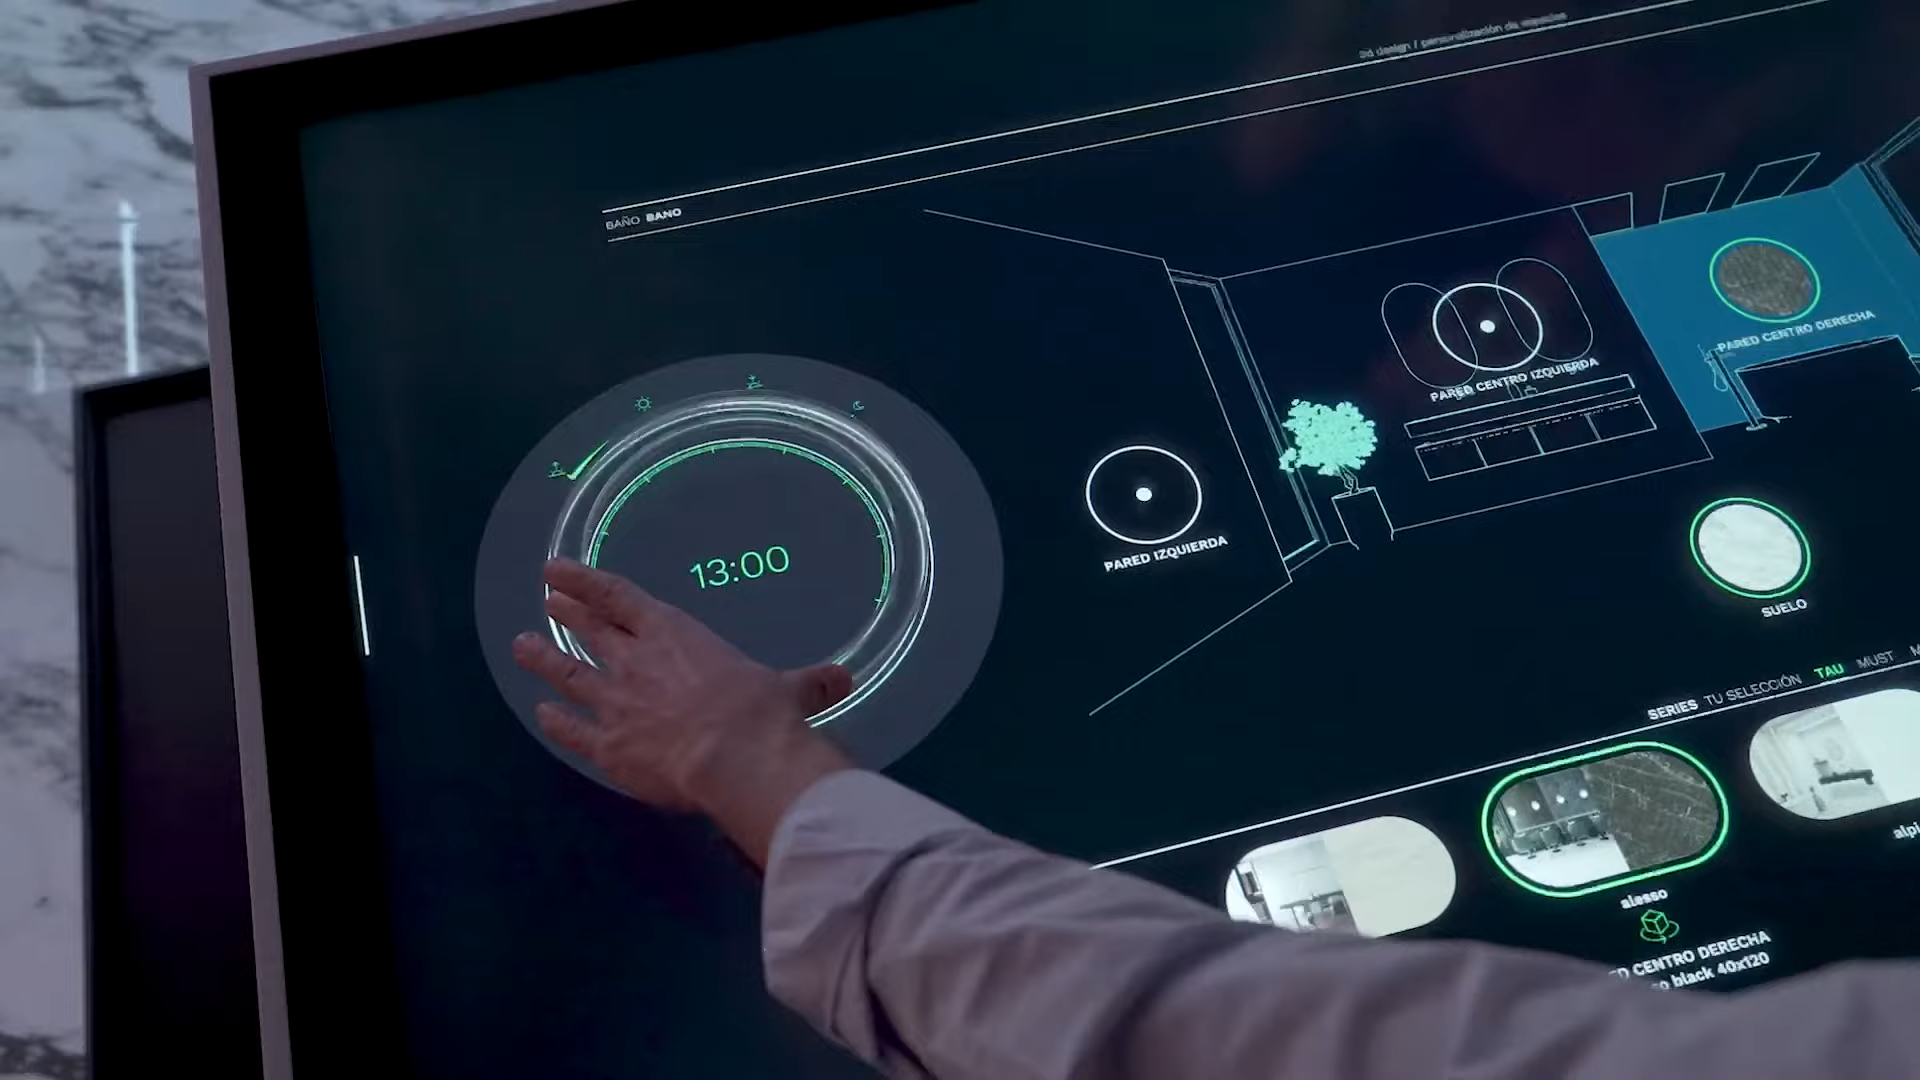 3d design / personalización de espacios
BAÑO BANO
PARED CENTRO DERECHA
PARED CENTRO IZQUIERDA
13:00
PARED IZQUIERDA
SUELO
SERIES TU SELECCIÓN TAU MUST
alesso
CENTRO DERECHA
black 40x120